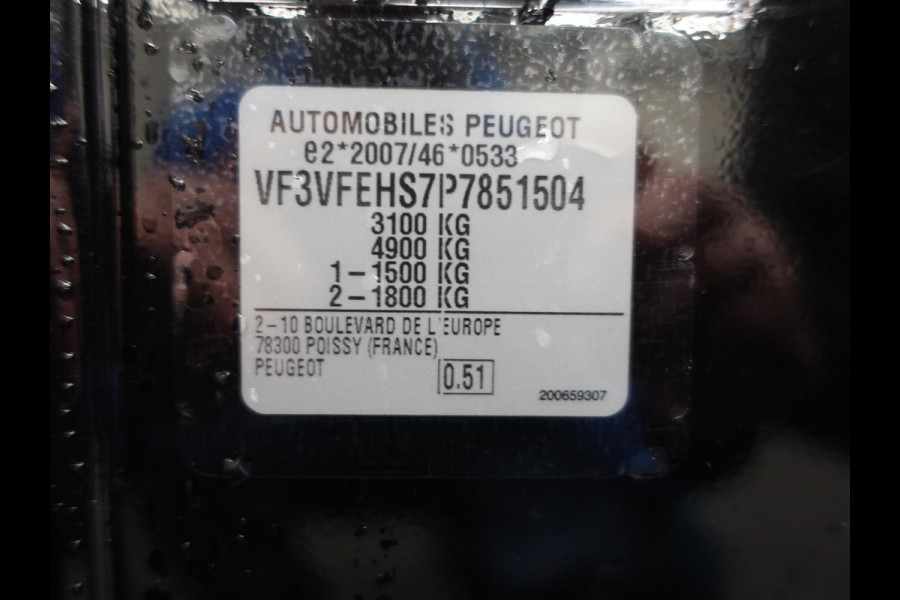 AUTOMOBILES PEUGEOT
e2*2007/46*0533
VF3VFEHS7P7851504
3100 KG
4900 KG
1-1500 KG
2-1800 KG
2-10 BOULEVARD DE L'EUROPE
78300 POISSY (FRANCE)
PEUGEOT
0.51
200659307